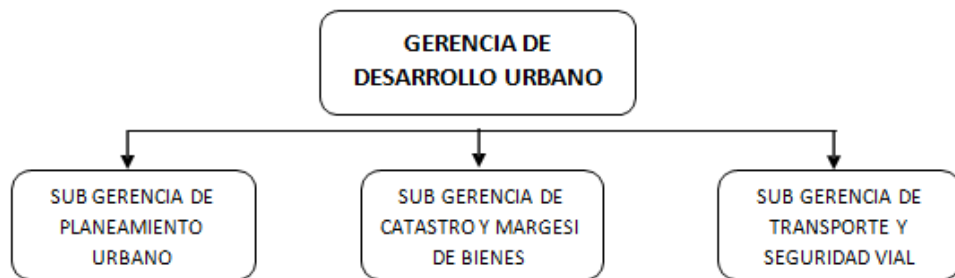 GERENCIA DE
DESARROLLO URBANO
SUB GERENCIA DE
PLANEAMIENTO
URBANO
SUB GERENCIA DE
CATASTRO Y MARGESI
DE BIENES
SUB GERENCIA DE
TRANSPORTE Y
SEGURIDAD VIAL